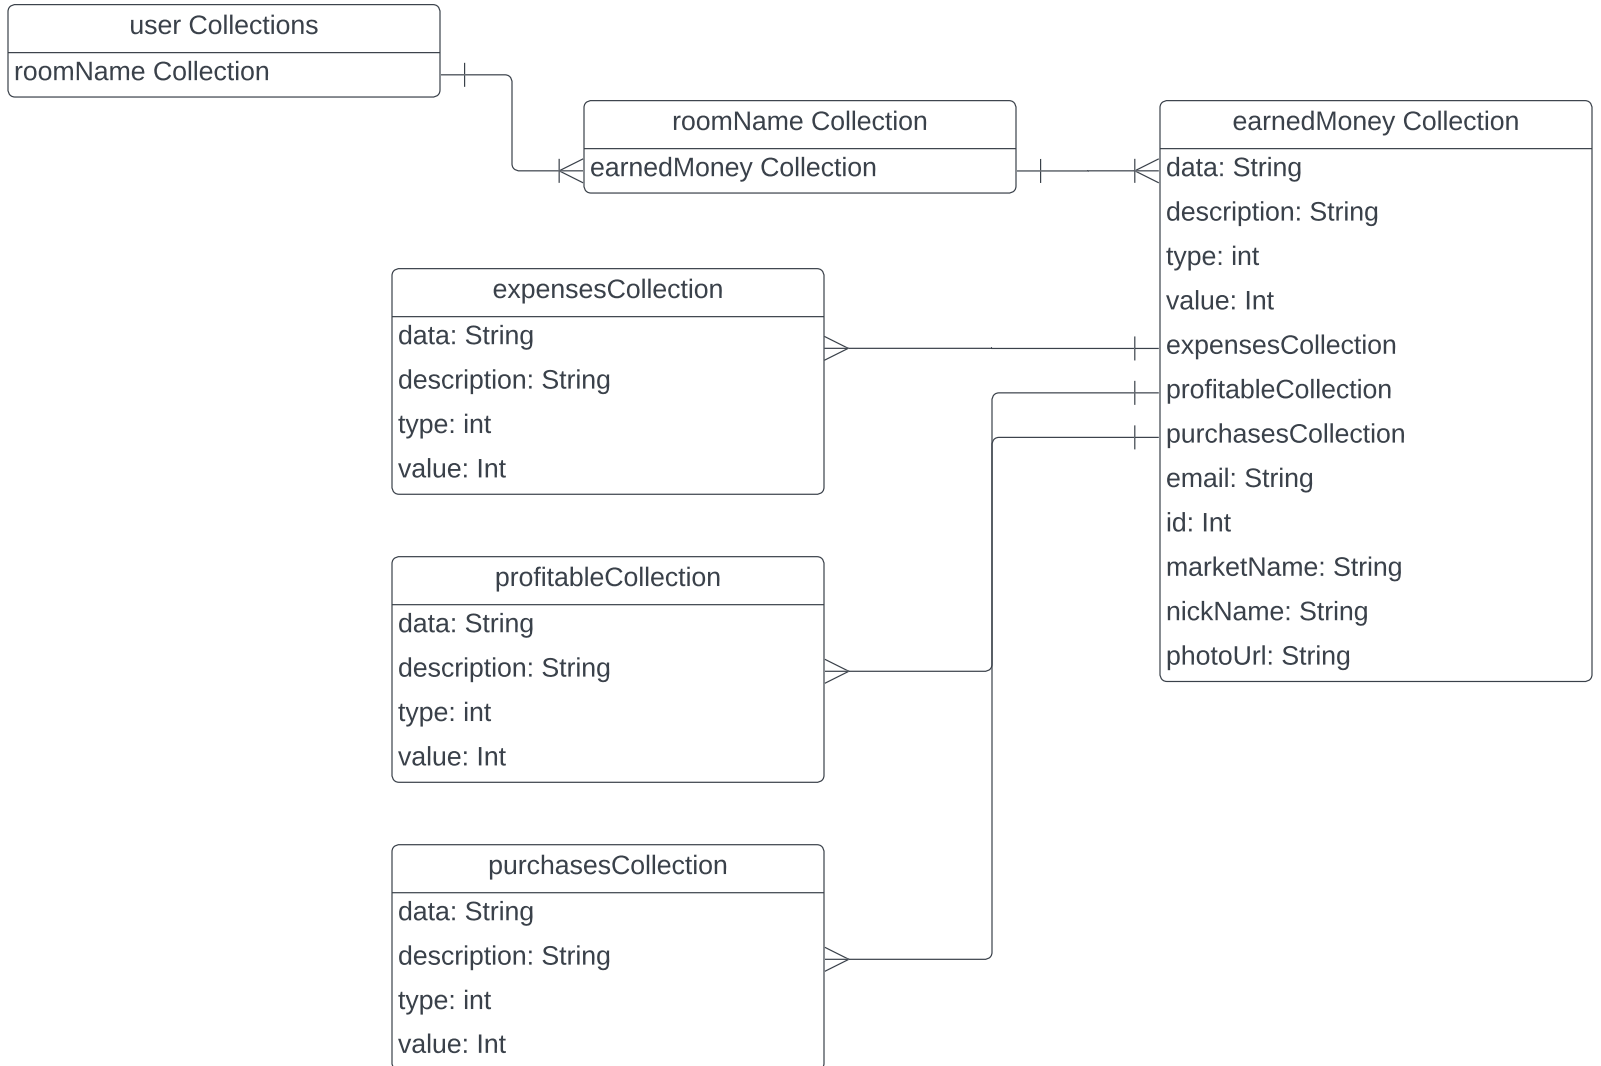 user Collections
roomName Collection
roomName Collection
earnedMoney Collection
earnedMoney Collection
data: String
description: String
type: int
value: Int
expensesCollection
profitableCollection
purchasesCollection
email: String
id: Int
marketName: String
nickName: String
photoUrl: String
expensesCollection
data: String
description: String
type: int
value: Int
profitableCollection
data: String
description: String
type: int
value: Int
purchasesCollection
data: String
description: String
type: int
value: Int